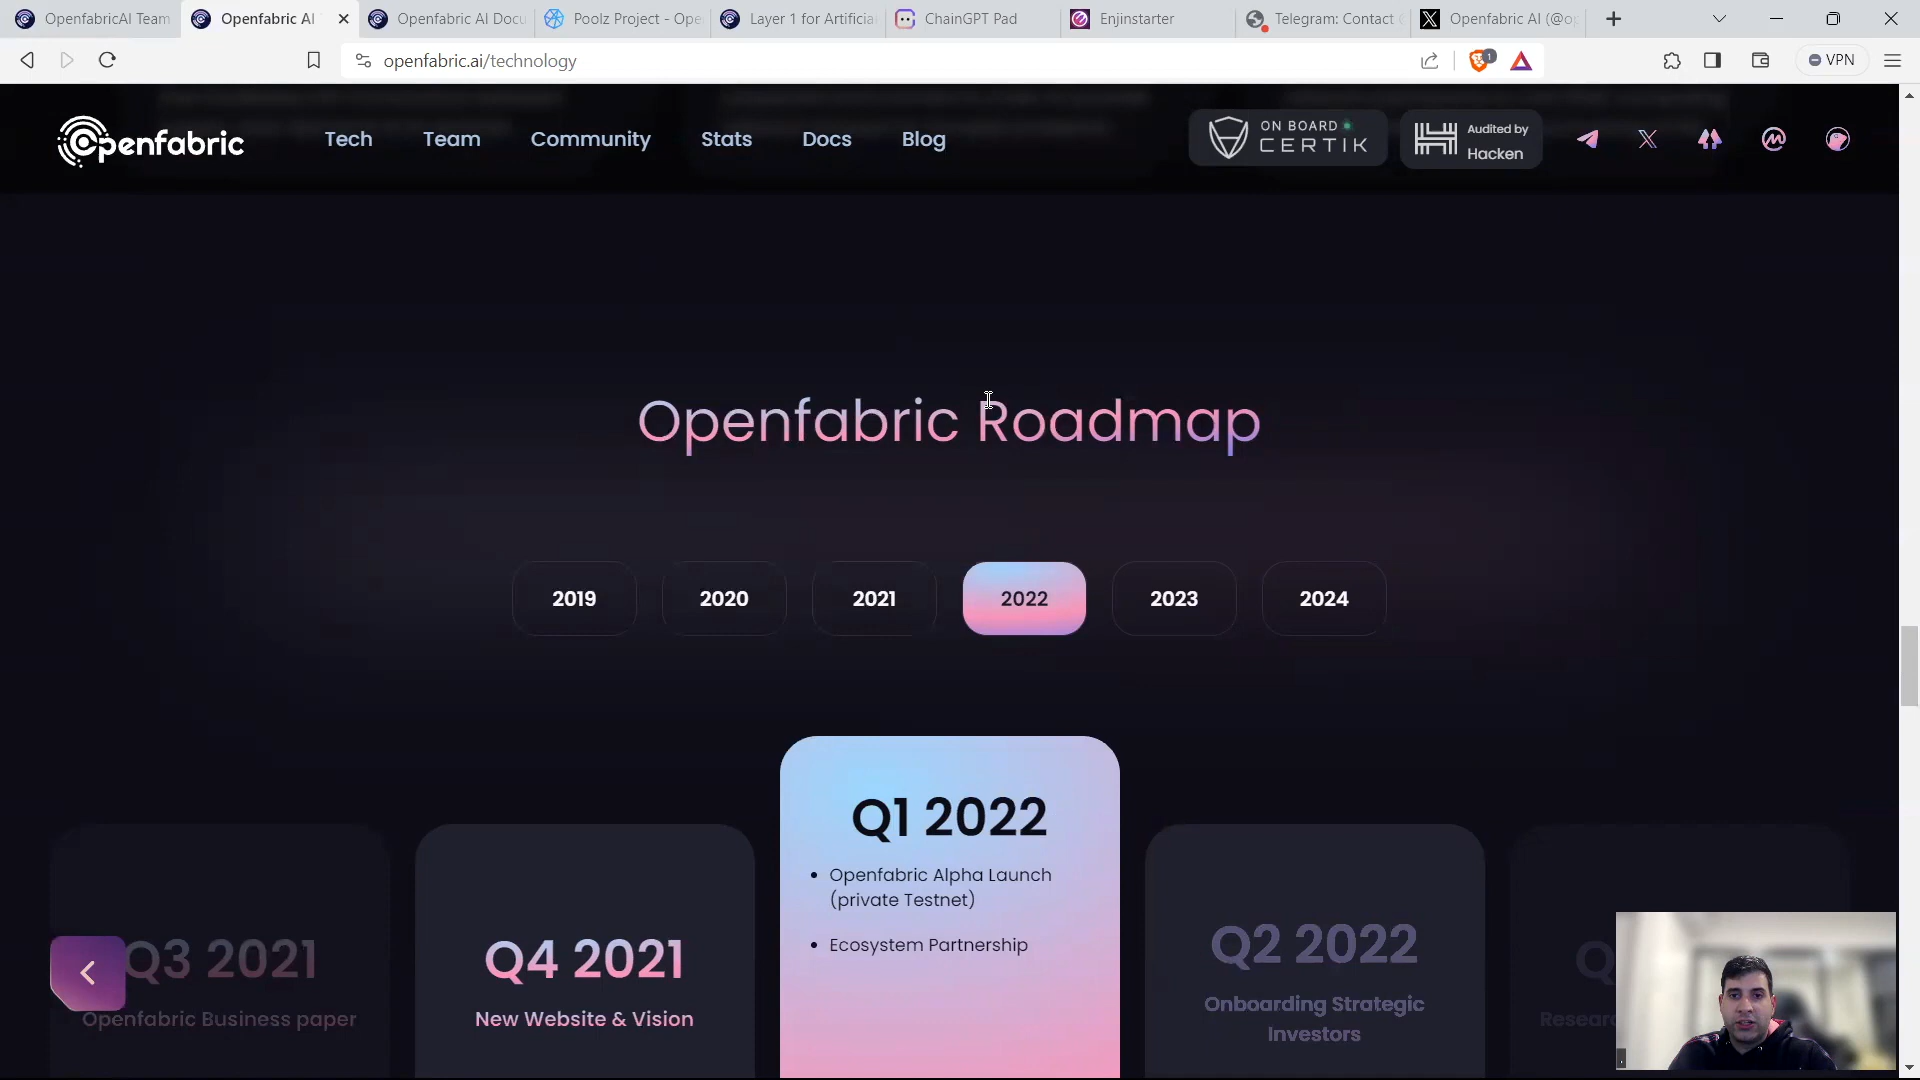 OpenfabricAI Team
Openfabric AI
Openfabric AI Docu
Poolz Project - Ope
Layer 1 for Artificia
ChainGPT Pad
Enjinstarter
Telegram: Contact
Openfabric AI (@op
openfabric.ai/technology
1
VPN
Openfabric
Tech
Team
Community
Stats
Docs
Blog
ON BOARD
CERTIK
Audited by
Hacken
Openfabric Roadmap
2019
2020
2021
2022
2023
2024
Q3 2021
Openfabric Business paper
Q4 2021
New Website & Vision
Q1 2022
• Openfabric Alpha Launch
(private Testnet)
• Ecosystem Partnership
Q2 2022
Onboarding Strategic
Investors